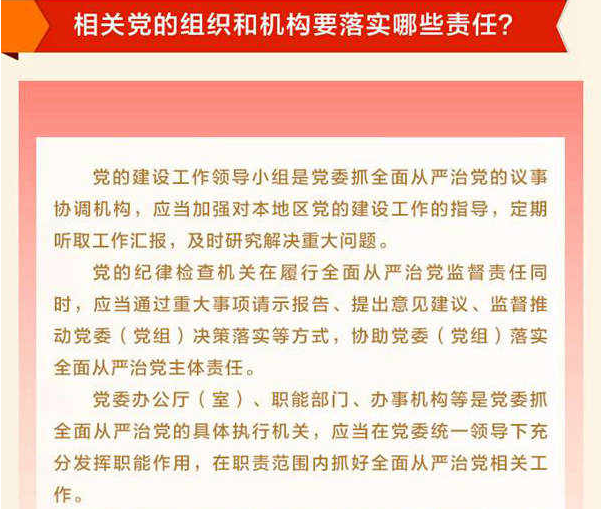 相关党的组织和机构要落实哪些责任？
党的建设工作领导小组是党委抓全面从严治党的议事
协调机构，应当加强对本地区党的建设工作的指导，定期
听取工作汇报，及时研究解决重大问题。
党的纪律检查机关在履行全面从严治党监督责任同
时，应当通过重大事项请示报告、提出意见建议、监督推
动党委（党组）决策落实等方式，协助党委（党组）落实
全面从严治党主体责任。
党委办公厅（室）、职能部门、办事机构等是党委抓
全面从严治党的具体执行机关，应当在党委统一领导下充
分发挥职能作用，在职责范围内抓好全面从严治党相关工
作。